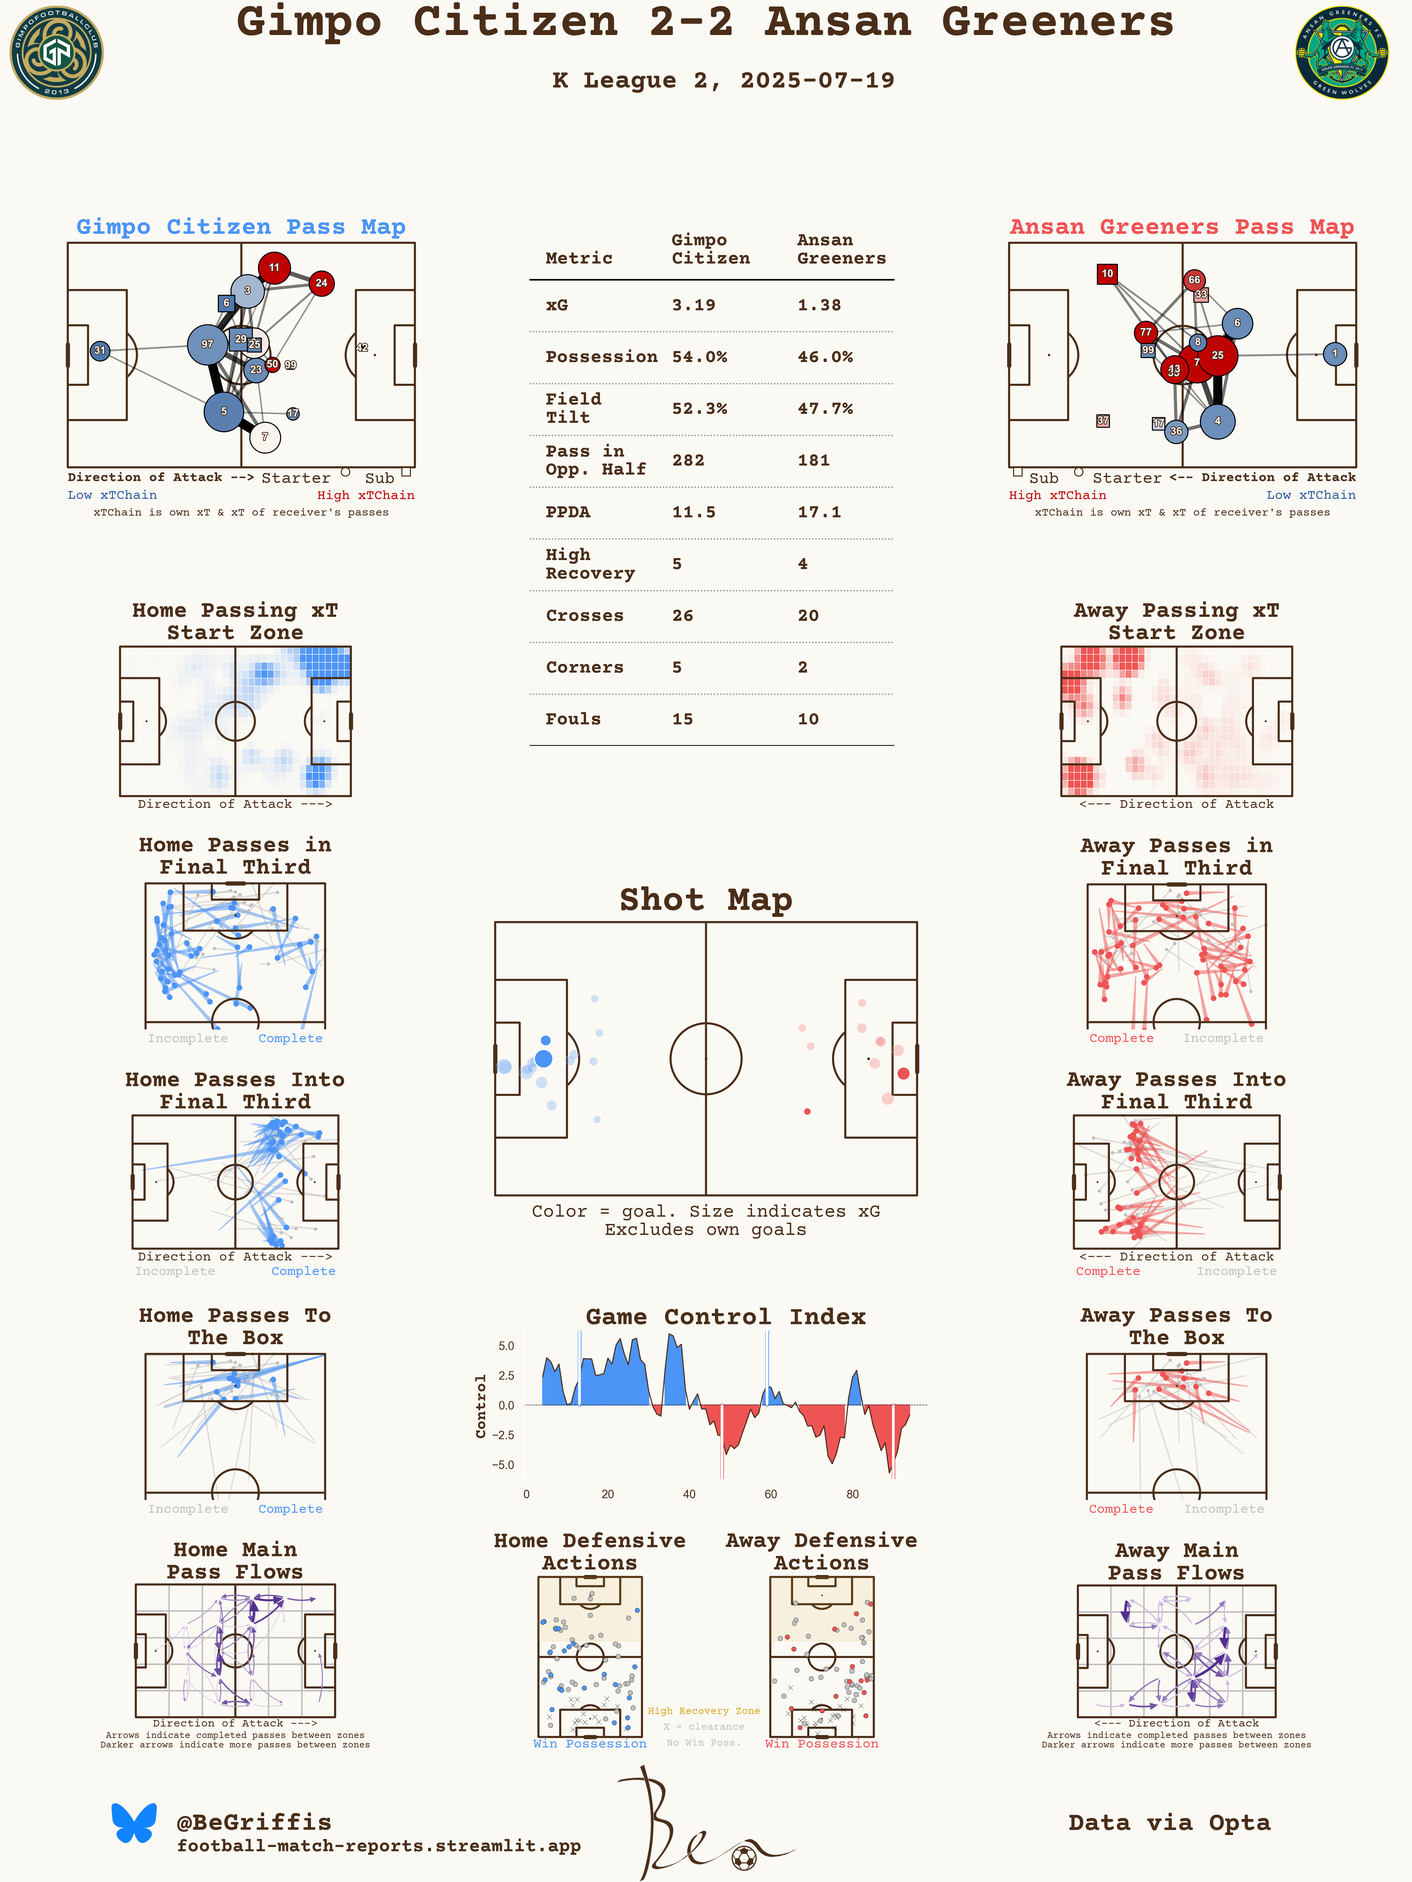 Gimpo Citizen 2-2 Ansan Greeners
K League 2, 2025-07-19
GIMPOFOOTBALLCLUB
GP
2013
ANSAN GREENERS FC
GREEN WOLVES
Gimpo Citizen Pass Map
11
24
3
6
97
29
25
42
31
50
99
23
5
17
7
Direction of Attack --> Starter Sub
Low xTChain High xTChain
xTChain is own xT & xT of receiver's passes
Metric Gimpo Citizen Ansan Greeners
xG 3.19 1.38
Possession 54.0% 46.0%
Field Tilt 52.3% 47.7%
Pass in Opp. Half 282 181
PPDA 11.5 17.1
High Recovery 5 4
Crosses 26 20
Corners 5 2
Fouls 15 10
Ansan Greeners Pass Map
10
66
33
6
77
8
99
25
1
7
13
37
17
36
4
Sub Starter <-- Direction of Attack
High xTChain Low xTChain
xTChain is own xT & xT of receiver's passes
Home Passing xT
Start Zone
Direction of Attack --->
Away Passing xT
Start Zone
<--- Direction of Attack
Home Passes in
Final Third
Incomplete Complete
Away Passes in
Final Third
Complete Incomplete
Shot Map
Color = goal. Size indicates xG
Excludes own goals
Home Passes Into
Final Third
Direction of Attack --->
Incomplete Complete
Away Passes Into
Final Third
<--- Direction of Attack
Complete Incomplete
Home Passes To
The Box
Incomplete Complete
Game Control Index
Control
5.0
2.5
0.0
−2.5
−5.0
0 20 40 60 80
Away Passes To
The Box
Complete Incomplete
Home Main
Pass Flows
Direction of Attack --->
Arrows indicate completed passes between zones
Darker arrows indicate more passes between zones
Home Defensive
Actions
Win Possession
High Recovery Zone
X = clearance
No Win Poss.
Away Defensive
Actions
Win Possession
Away Main
Pass Flows
<--- Direction of Attack
Arrows indicate completed passes between zones
Darker arrows indicate more passes between zones
@BeGriffis
football-match-reports.streamlit.app
Ben
Data via Opta